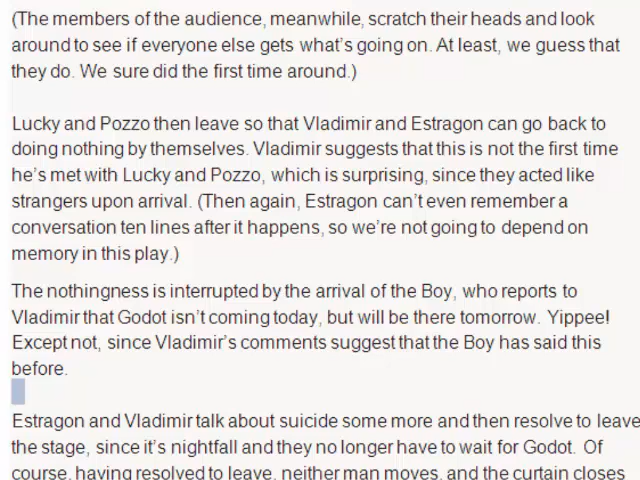 (The members of the audience, meanwhile, scratch their heads and look
around to see if everyone else gets what's going on. At least, we guess that
they do. We sure did the first time around.)
Lucky and Pozzo then leave so that Vladimir and Estragon can go back to
doing nothing by themselves. Vladimir suggests that this is not the first time
he's met with Lucky and Pozzo, which is surprising, since they acted like
strangers upon arrival. (Then again, Estragon can't even remember a
conversation ten lines after it happens, so we're not going to depend on
memory in this play.)
The nothingness is interrupted by the arrival of the Boy, who reports to
Vladimir that Godot isn't coming today, but will be there tomorrow. Yippee!
Except not, since Vladimir's comments suggest that the Boy has said this
before.
Estragon and Vladimir talk about suicide some more and then resolve to leave
the stage, since it's nightfall and they no longer have to wait for Godot. Of
course, having resolved to leave, neither man moves, and the curtain closes